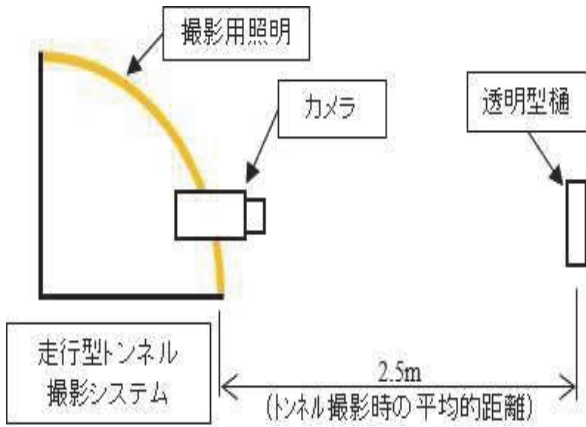 撮影用照明
カメラ
透明型樋
走行型トンネル
撮影システム
2.5m
(トンネル撮影時の平均的距離)